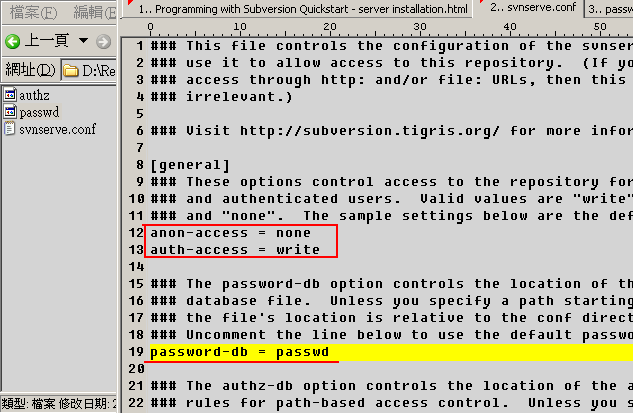 檔案(F) 編輯(E)
上一頁
網址(D) D:\Re
authz
passwd
svnserve.conf
類型: 檔案 修改日期: 2
1.. Programming with Subversion Quickstart - server installation.html 2.. svnserve.conf 3.. passw
0 10 20 30 40 50
1 ### This file controls the configuration of the svnser
2 ### use it to allow access to this repository.  (If yo
3 ### access through http: and/or file: URLs, then this
4 ### irrelevant.)
5
6 ### Visit http://subversion.tigris.org/ for more infor
7
8 [general]
9 ### These options control access to the repository for
10 ### and authenticated users.  Valid values are "write"
11 ### and "none".  The sample settings below are the def
12 anon-access = none
13 auth-access = write
14
15 ### The password-db option controls the location of th
16 ### database file.  Unless you specify a path starting
17 ### the file's location is relative to the conf direct
18 ### Uncomment the line below to use the default passwo
19 password-db = passwd
20
21 ### The authz-db option controls the location of the a
22 ### rules for path-based access control.  Unless you s